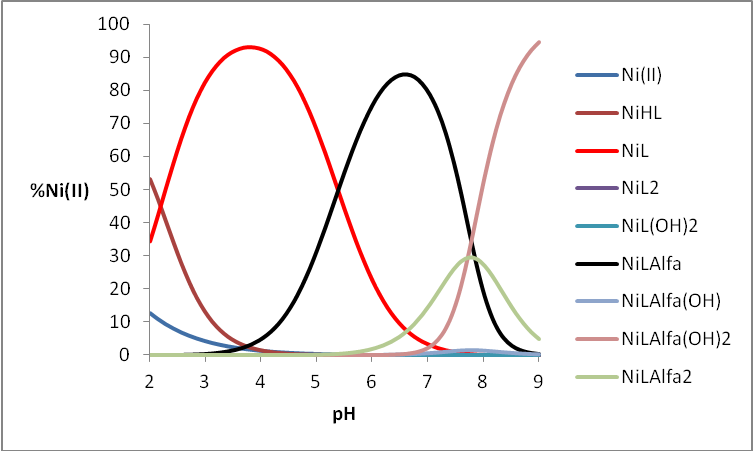 100
90
80
70
60
50
40
30
20
10
0
%Ni(II)
2 3 4 5 6 7 8 9
pH
Ni(II)
NiHL
NiL
NiL2
NiL(OH)2
NiLAlfa
NiLAlfa(OH)
NiLAlfa(OH)2
NiLAlfa2